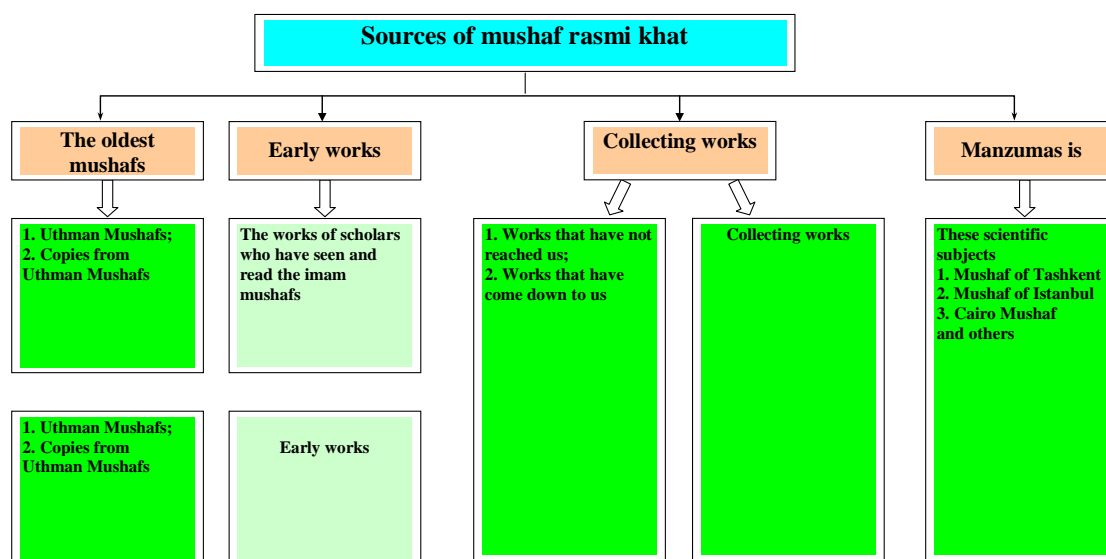 Sources of mushaf rasmi khat
The oldest
mushafs
Early works
Collecting works
Manzumas is
1. Uthman Mushafs;
2. Copies from
Uthman Mushafs
The works of scholars
who have seen and
read the imam
mushafs
1. Works that have not
reached us;
2. Works that have
come down to us
Collecting works
These scientific
subjects
1. Mushaf of Tashkent
2. Mushaf of Istanbul
3. Cairo Mushaf
and others
1. Uthman Mushafs;
2. Copies from
Uthman Mushafs
Early works